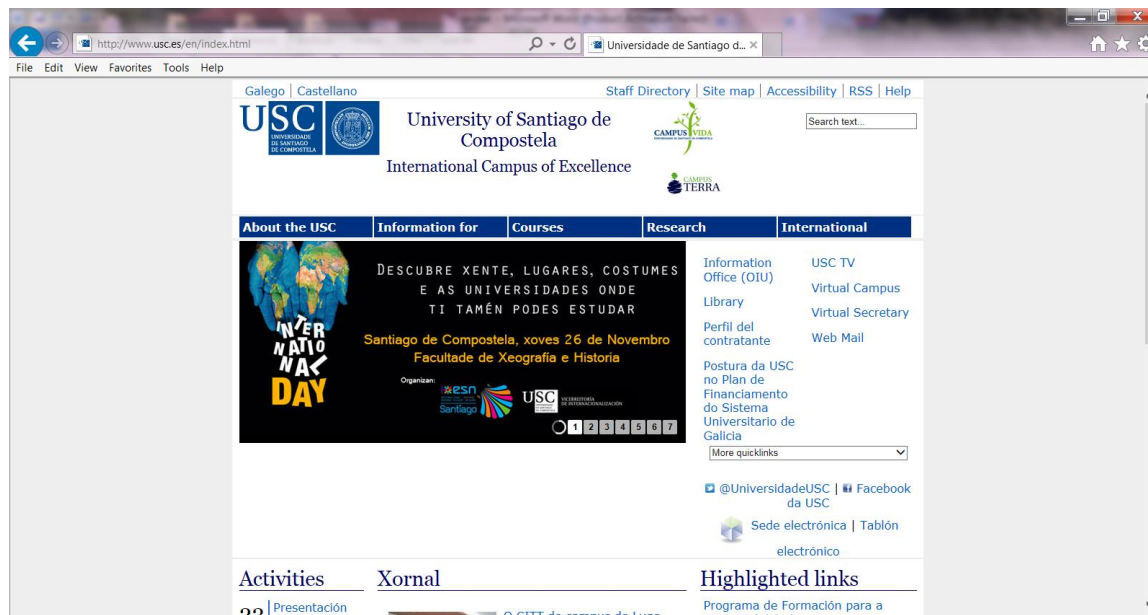 http://www.usc.es/en/index.html
Universidade de Santiago d...
File Edit View Favorites Tools Help
Galego | Castellano
Staff Directory | Site map | Accessibility | RSS | Help
USC
UNIVERSIDADE
DE SANTIAGO
DE COMPOSTELA
University of Santiago de
Compostela
International Campus of Excellence
CAMPUS VIDA
CAMPUS
TERRA
Search text...
About the USC
Information for
Courses
Research
International
INTERNATIONAL
DAY
DESCUBRE XENTE, LUGARES, COSTUMES
E AS UNIVERSIDADES ONDE
TI TAMÉN PODES ESTUDAR
Santiago de Compostela, xoves 26 de Novembro
Facultade de Xeografía e Historia
Organizan:
esn
Santiago
USC
VICERREITORÍA
DE INTERNACIONALIZACIÓN
1 2 3 4 5 6 7
Information
Office (OIU)
Library
Perfil del
contratante
Postura da USC
no Plan de
Financiamento
do Sistema
Universitario de
Galicia
USC TV
Virtual Campus
Virtual Secretary
Web Mail
More quicklinks
@UniversidadeUSC | Facebook
da USC
Sede electrónica | Tablón
electrónico
Activities
Presentación
Xornal
O CITT do campus de Lugo
Highlighted links
Programa de Formación para a